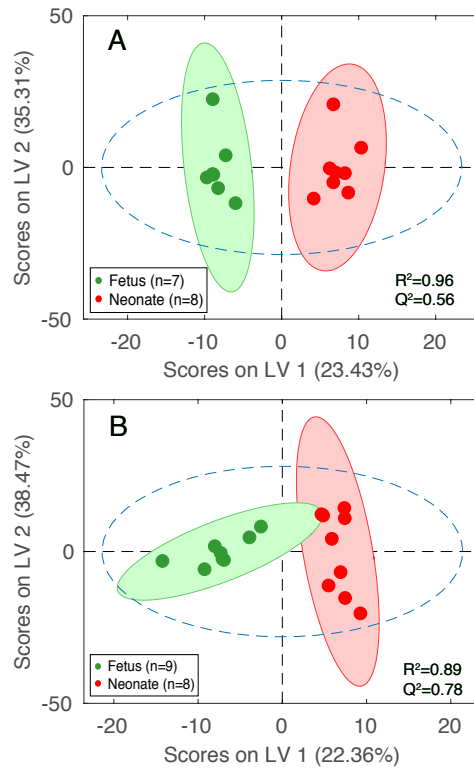 A
50
0
-50
Scores on LV 2 (35.31%)
Fetus (n=7)
Neonate (n=8)
R²=0.96
Q²=0.56
-20 -10 0 10 20
Scores on LV 1 (23.43%)
B
50
0
-50
Scores on LV 2 (38.47%)
Fetus (n=9)
Neonate (n=8)
R²=0.89
Q²=0.78
-20 -10 0 10 20
Scores on LV 1 (22.36%)